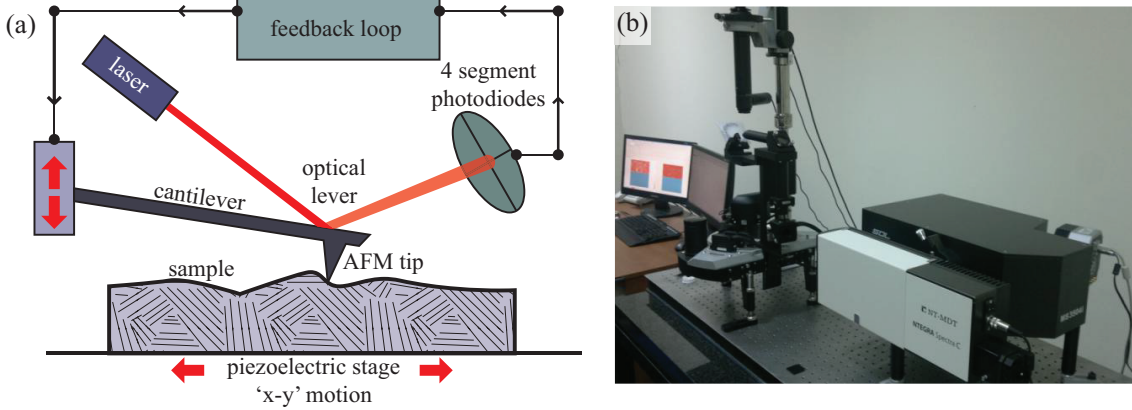 (a)
feedback loop
laser
4 segment
photodiodes
optical
lever
cantilever
AFM tip
sample
piezoelectric stage
‘x-y’ motion
(b)
NT-MDT
NTEGRA Spectra C